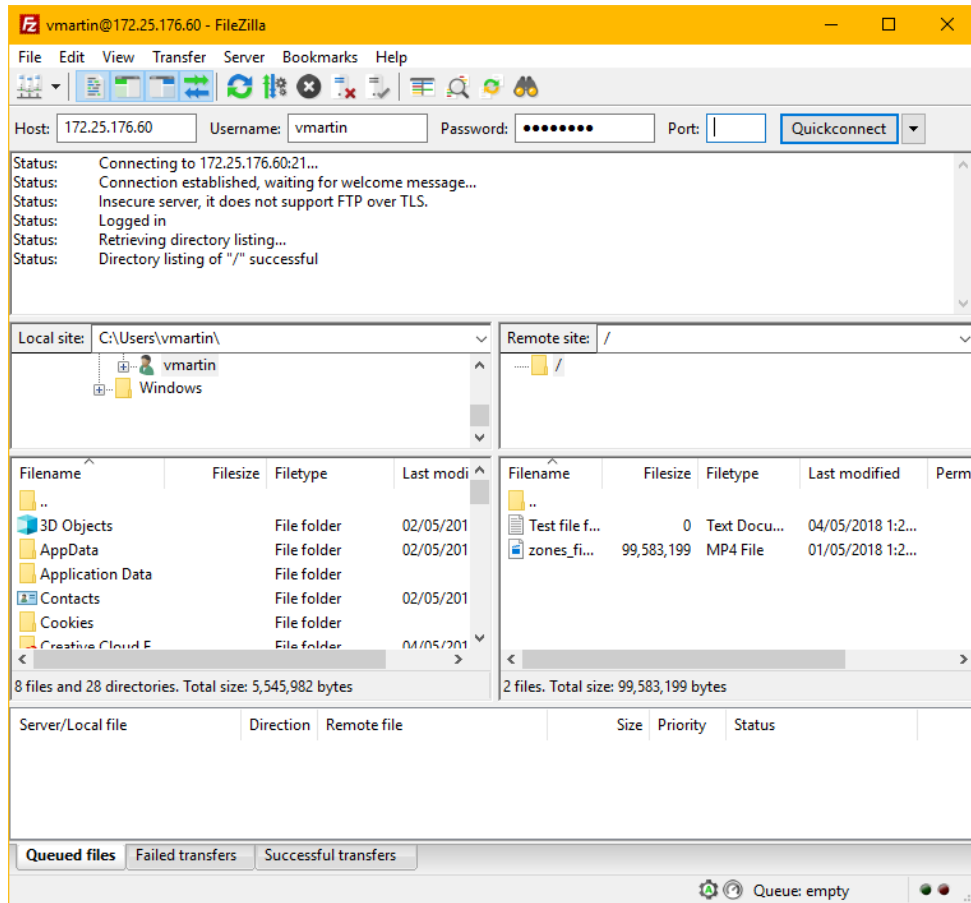 vmartin@172.25.176.60 - FileZilla
File Edit View Transfer Server Bookmarks Help
Host: 172.25.176.60 Username: vmartin Password: ●●●●●●●● Port: Quickconnect
Status: Connecting to 172.25.176.60:21...
Status: Connection established, waiting for welcome message...
Status: Insecure server, it does not support FTP over TLS.
Status: Logged in
Status: Retrieving directory listing...
Status: Directory listing of "/" successful
Local site: C:\Users\vmartin\
vmartin
Windows
Remote site: /
/
Filename Filesize Filetype Last modi
..
3D Objects File folder 02/05/201
AppData File folder 02/05/201
Application Data File folder
Contacts File folder 02/05/201
Cookies File folder
Creative Cloud F File folder 04/05/201
8 files and 28 directories. Total size: 5,545,982 bytes
Filename Filesize Filetype Last modified Perm
..
Test file f... 0 Text Docu... 04/05/2018 1:2...
zones_fi... 99,583,199 MP4 File 01/05/2018 1:2...
2 files. Total size: 99,583,199 bytes
Server/Local file Direction Remote file Size Priority Status
Queued files Failed transfers Successful transfers
Queue: empty